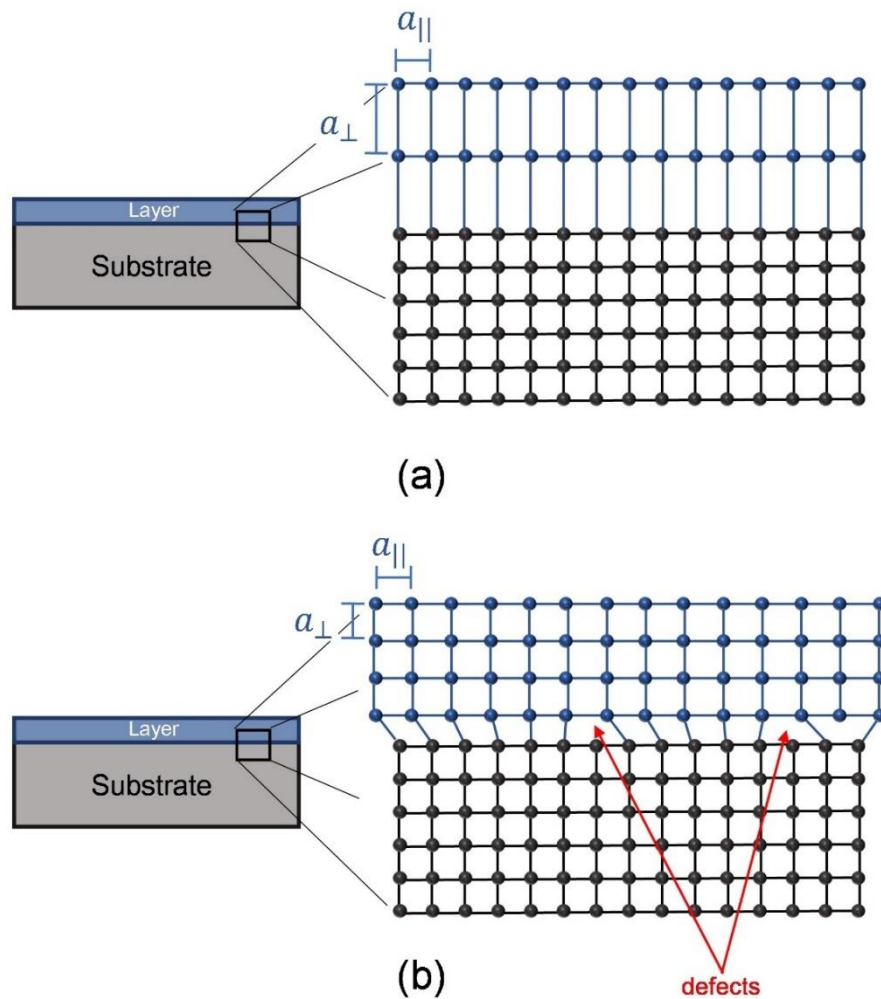 a||
a⊥
Layer
Substrate
(a)
a||
a⊥
Layer
Substrate
(b)
defects